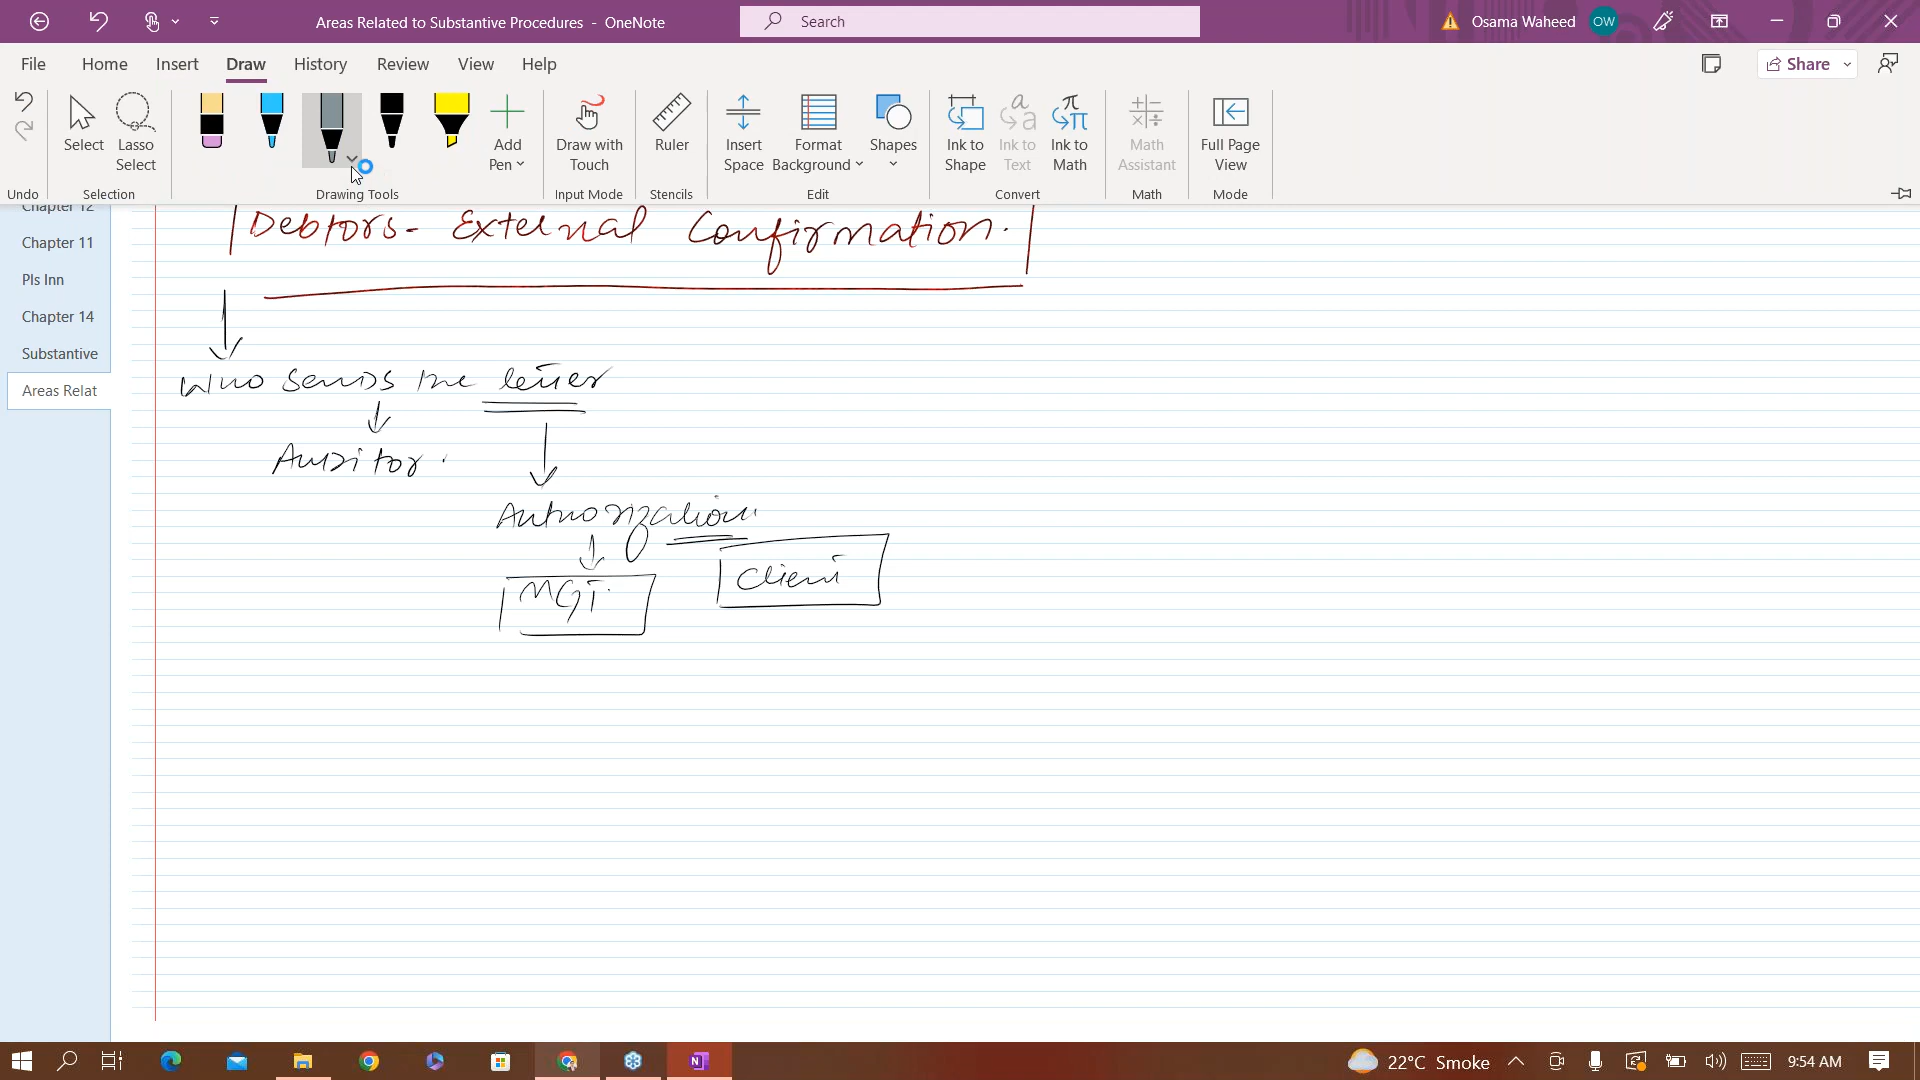 Areas Related to Substantive Procedures - OneNote
Search
Osama Waheed
OW
File
Home
Insert
Draw
History
Review
View
Help
Share
Select
Lasso Select
Add Pen
Draw with Touch
Ruler
Insert Space
Format Background
Shapes
Ink to Shape
Ink to Text
Ink to Math
Math Assistant
Full Page View
Undo
Selection
Drawing Tools
Input Mode
Stencils
Edit
Convert
Math
Mode
Chapter 12
Chapter 11
Pls Inn
Chapter 14
Substantive
Areas Relat
Debtors - External Confirmation.
Who sends the letter
Auditor.
Authorization
MGT.
Client
22°C Smoke
9:54 AM